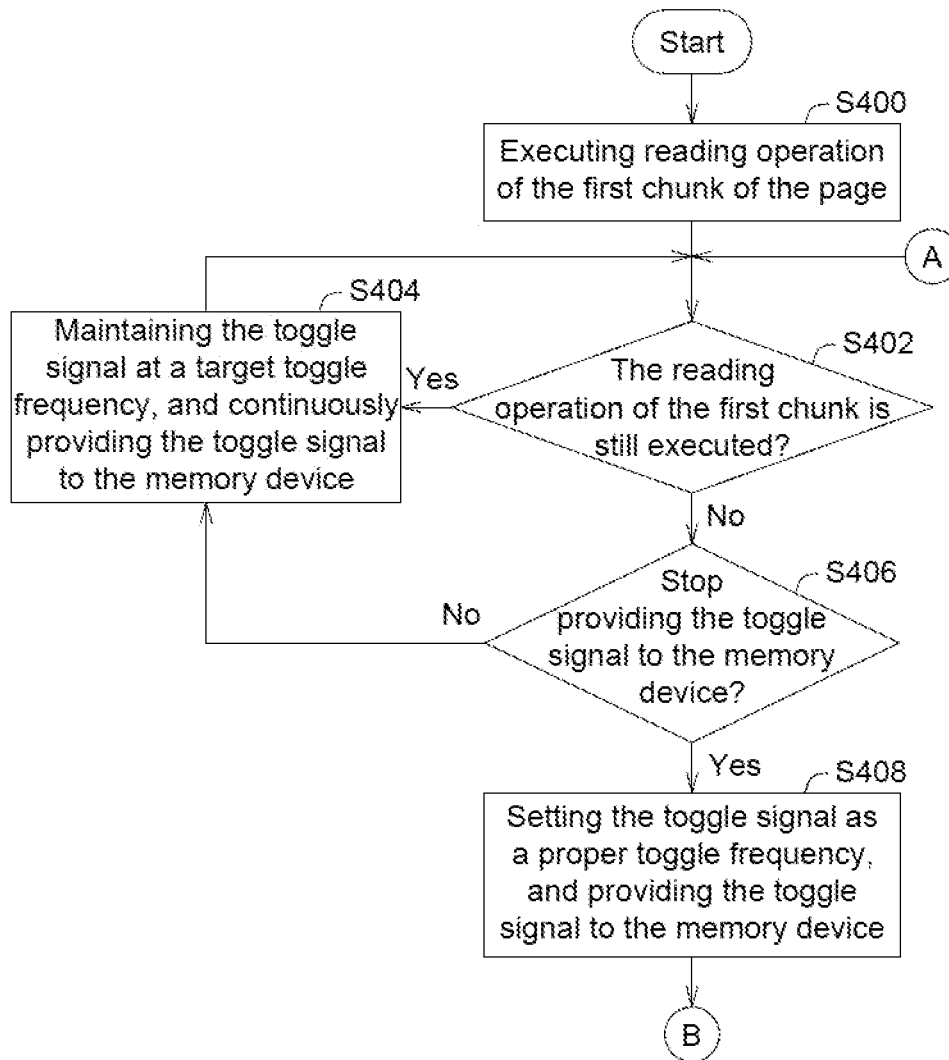 Start
S400
Executing reading operation
of the first chunk of the page
A
S404
Maintaining the toggle
signal at a target toggle
frequency, and continuously
providing the toggle signal
to the memory device
Yes
S402
The reading
operation of the first chunk is
still executed?
No
S406
Stop
providing the toggle
signal to the memory
device?
No
Yes
S408
Setting the toggle signal as
a proper toggle frequency,
and providing the toggle
signal to the memory device
B